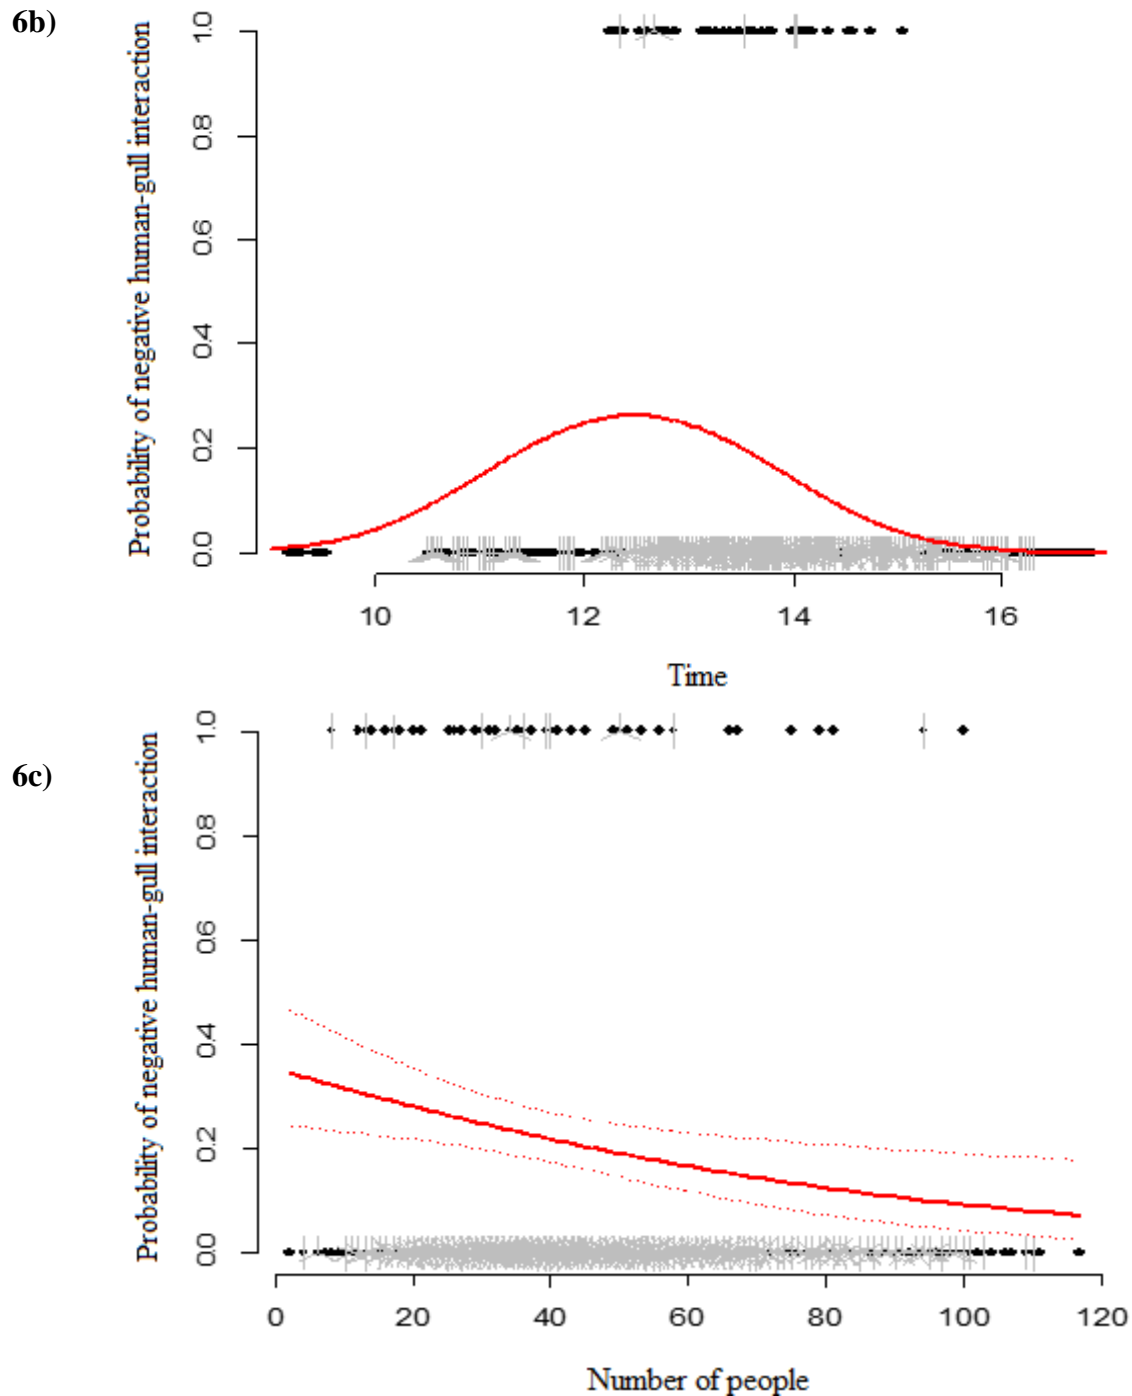 6b)
Probability of negative human-gull interaction
0.0 0.2 0.4 0.6 0.8 1.0
10 12 14 16
Time
6c)
Probability of negative human-gull interaction
0.0 0.2 0.4 0.6 0.8 1.0
0 20 40 60 80 100 120
Number of people